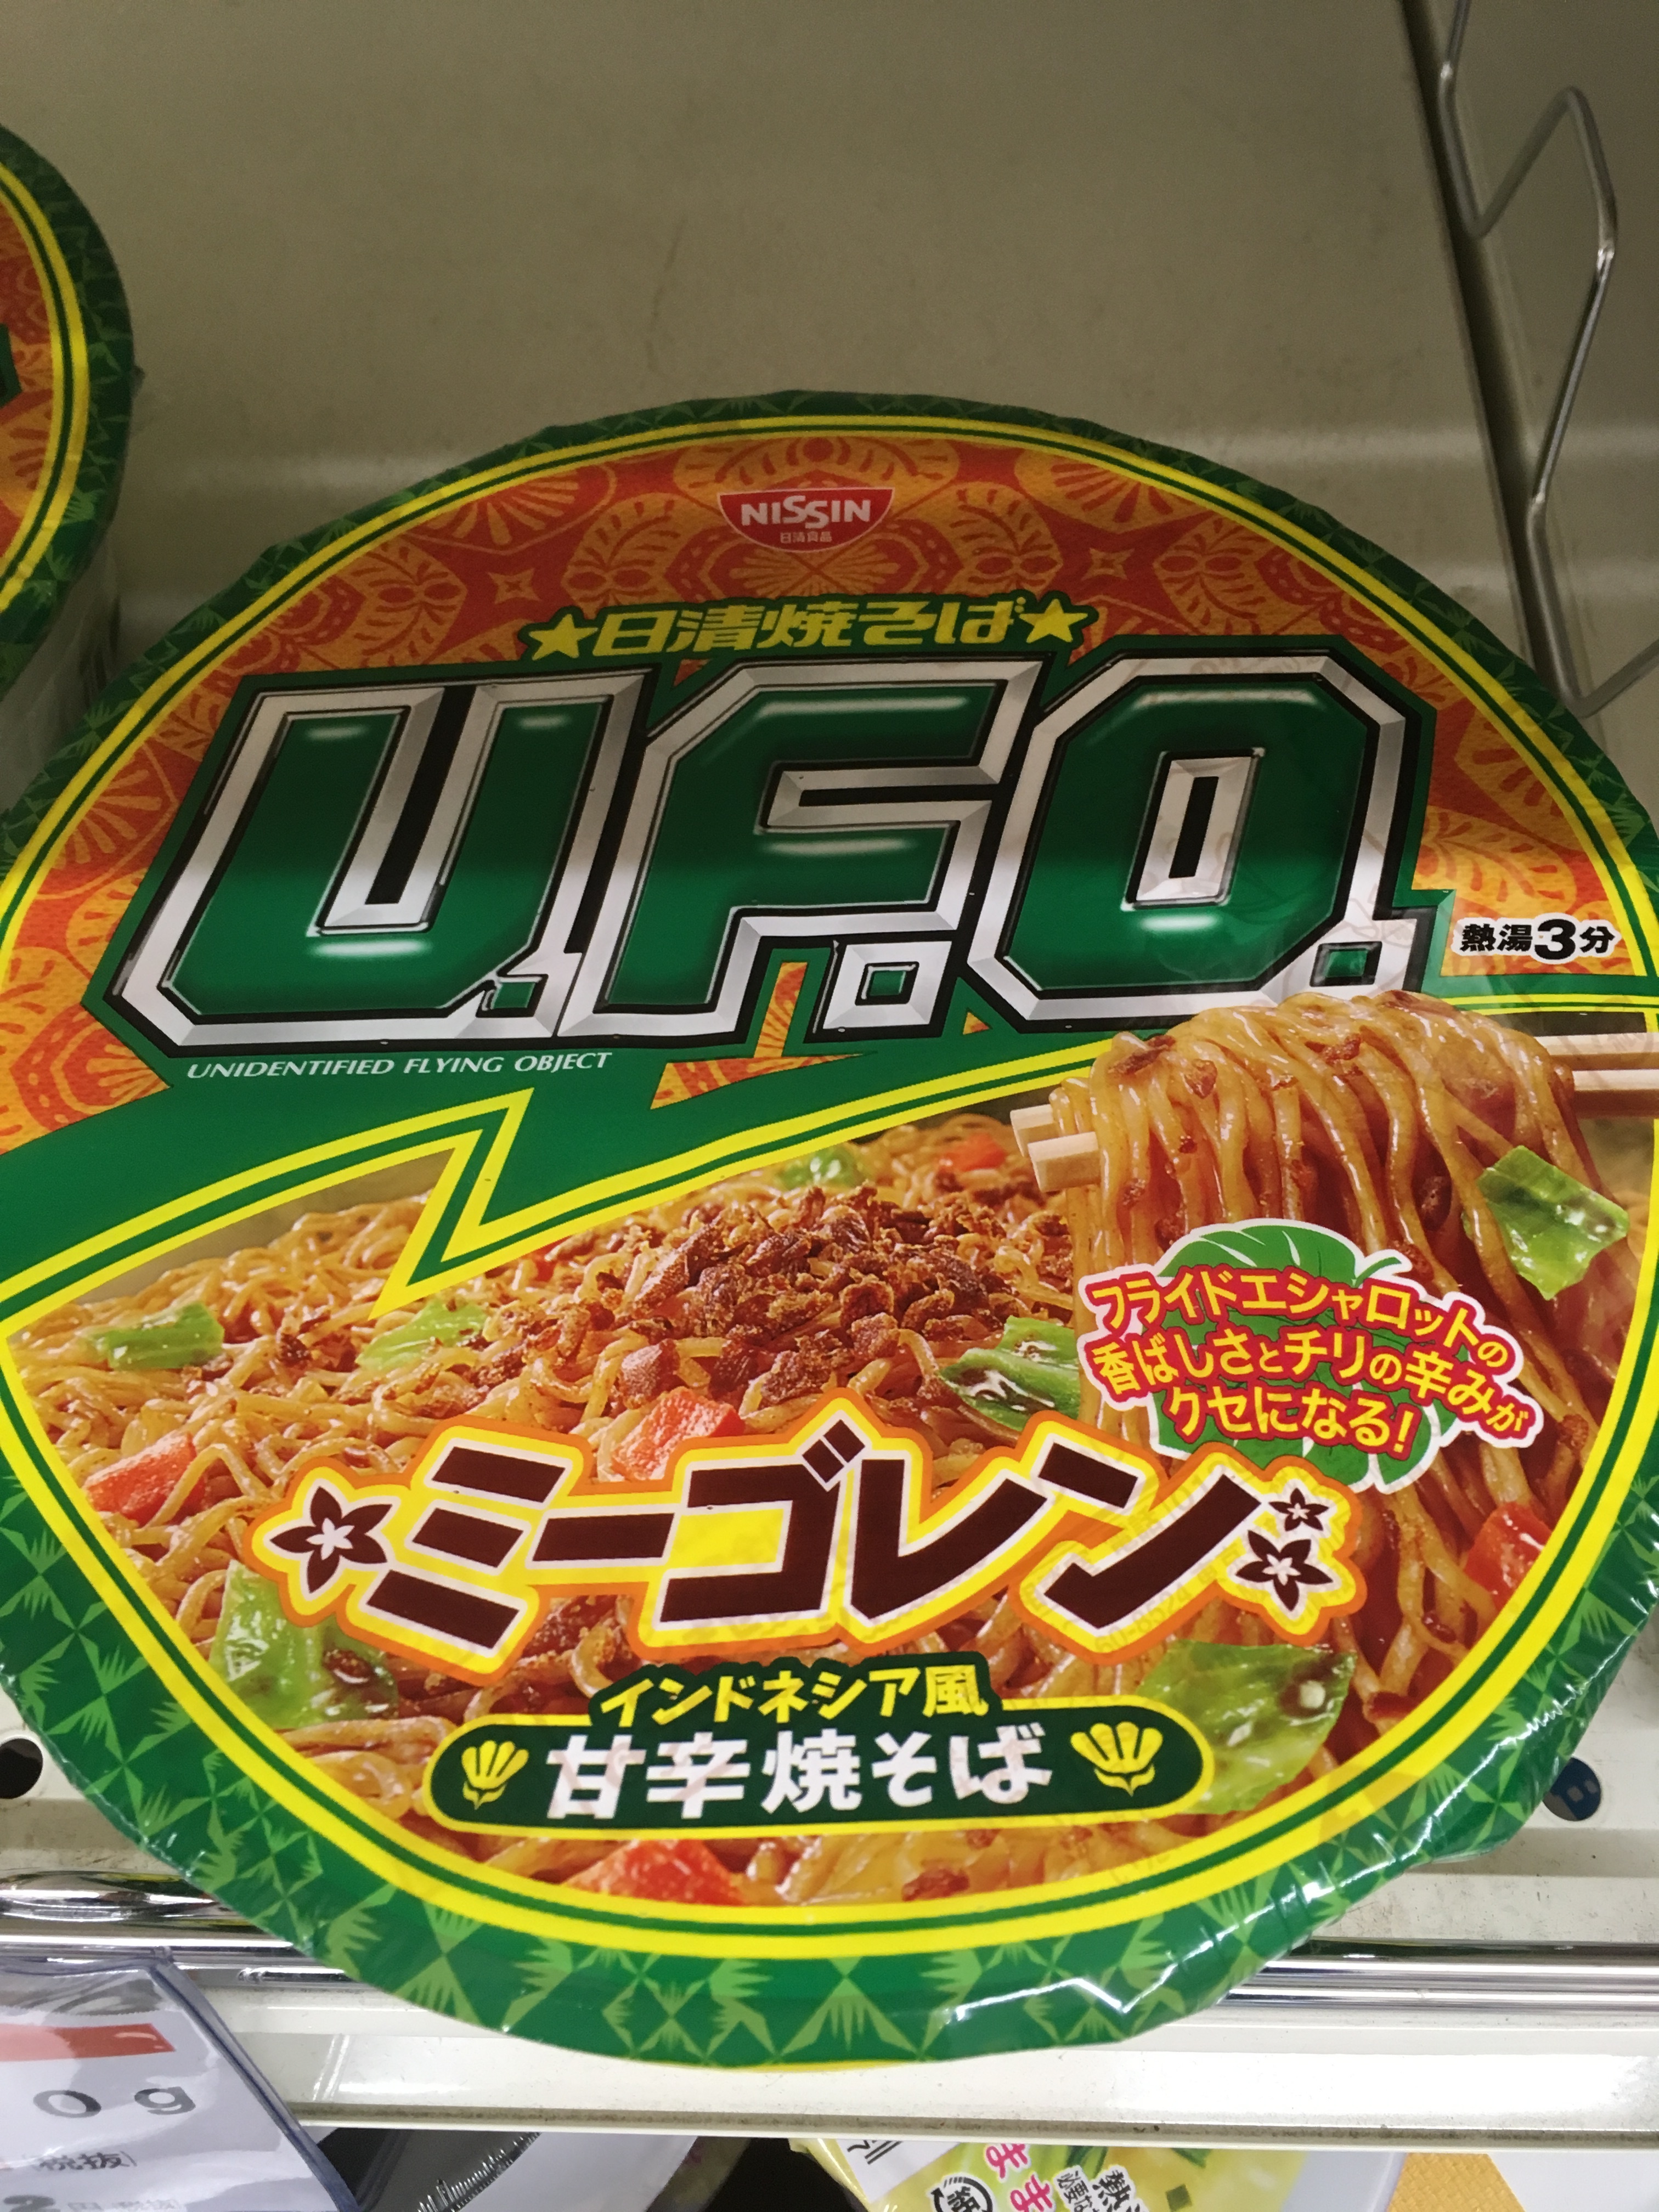 NISSIN
日清食品
★日清焼そば★
U.F.O.
UNIDENTIFIED FLYING OBJECT
熱湯3分
フライドエシャロットの
香ばしさとチリの辛みが
クセになる!
ミーゴレン
インドネシア風
甘辛焼そば
0g
(税抜)